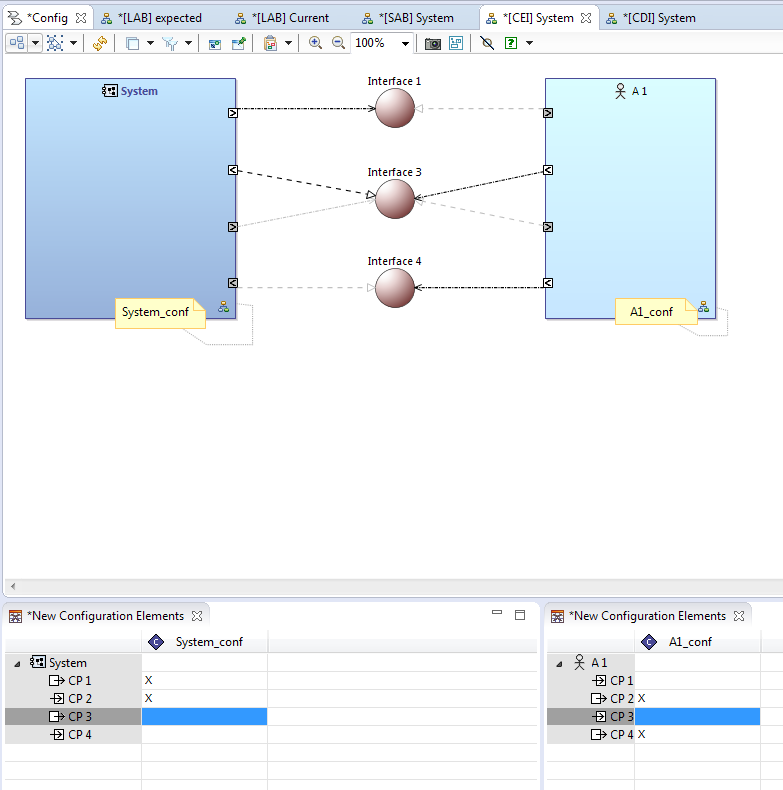 *Config
*[LAB] expected
*[LAB] Current
*[SAB] System
*[CEI] System
*[CDI] System
100%
System
Interface 1
A 1
Interface 3
Interface 4
System_conf
A1_conf
*New Configuration Elements
*New Configuration Elements
C System_conf
C A1_conf
System
A 1
CP 1 X
CP 1
CP 2 X
CP 2 X
CP 3
CP 3
CP 4
CP 4 X